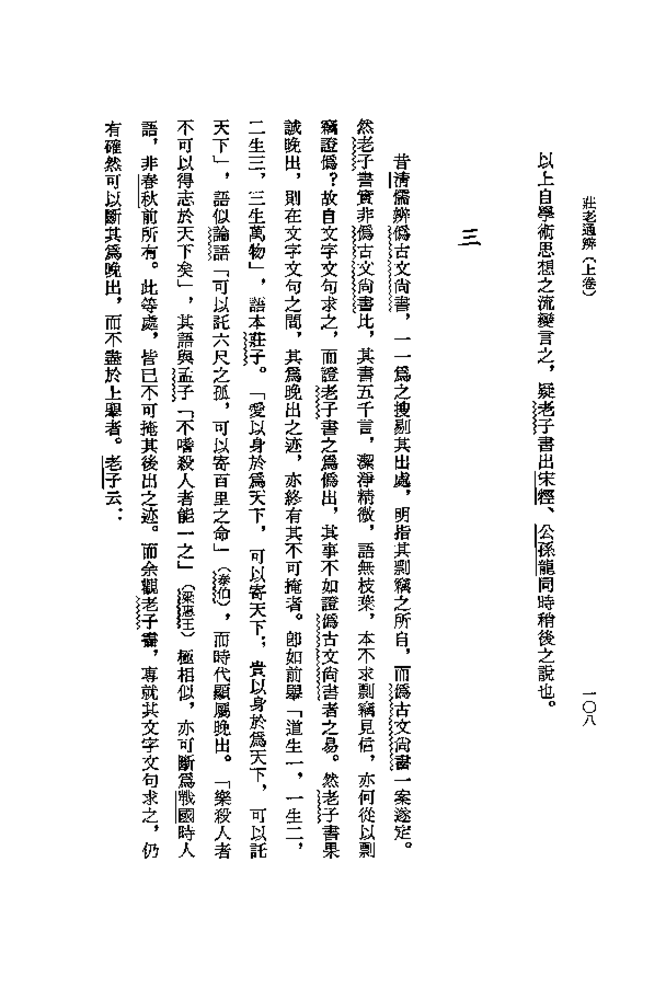 莊老通辨（上卷）
一〇八
以上自學術思想之流變言之，疑老子書出宋鈃、公孫龍同時稍後之說也。
三
昔清儒辨僞古文尚書，一一爲之搜剔其出處，明指其剽竊之所自，而僞古文尚書一案遂定。
然老子書實非僞古文尚書比，其書五千言，潔淨精微，語無枝葉，本不求剽竊見信，亦何從以剽
竊證僞？故自文字文句求之，而證老子書之爲僞出，其事不如證僞古文尚書者之易。然老子書果
誠晚出，則在文字文句之間，其爲晚出之迹，亦終有其不可掩者。卽如前舉「道生一，一生二，
二生三，三生萬物」，語本莊子。「愛以身於爲天下，可以寄天下；貴以身於爲天下，可以託
天下」，語似論語「可以託六尺之孤，可以寄百里之命」（泰伯），而時代顯屬晚出。「樂殺人者
不可以得志於天下矣」，其語與孟子「不嗜殺人者能一之」（梁惠王）極相似，亦可斷爲戰國時人
語，非春秋前所有。此等處，皆已不可掩其後出之迹。而余觀老子書，專就其文字文句求之，仍
有確然可以斷其爲晚出，而不盡於上舉者。老子云：